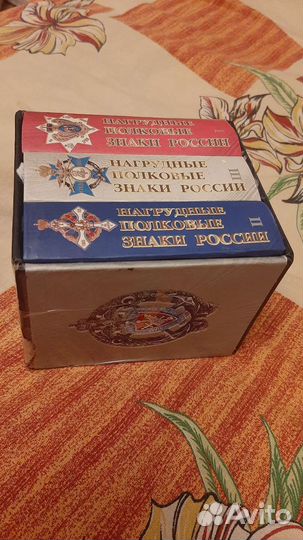 НАГРУДНЫЕ
ПОЛКОВЫЕ
ЗНАКИ РОССИИ
I
НАГРУДНЫЕ
ПОЛКОВЫЕ
ЗНАКИ РОССИИ
III
НАГРУДНЫЕ
ПОЛКОВЫЕ
ЗНАКИ РОССИИ
II
Avito